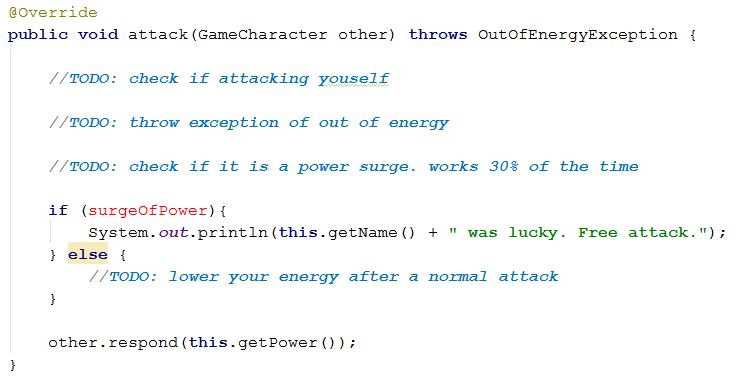 @Override
public void attack(GameCharacter other) throws OutOfEnergyException {
//TODO: check if attacking youself
//TODO: throw exception of out of energy
//TODO: check if it is a power surge. works 30% of the time
if (surgeOfPower){
System.out.println(this.getName() + " was lucky. Free attack.");
} else {
//TODO: lower your energy after a normal attack
}
other.respond(this.getPower());
}